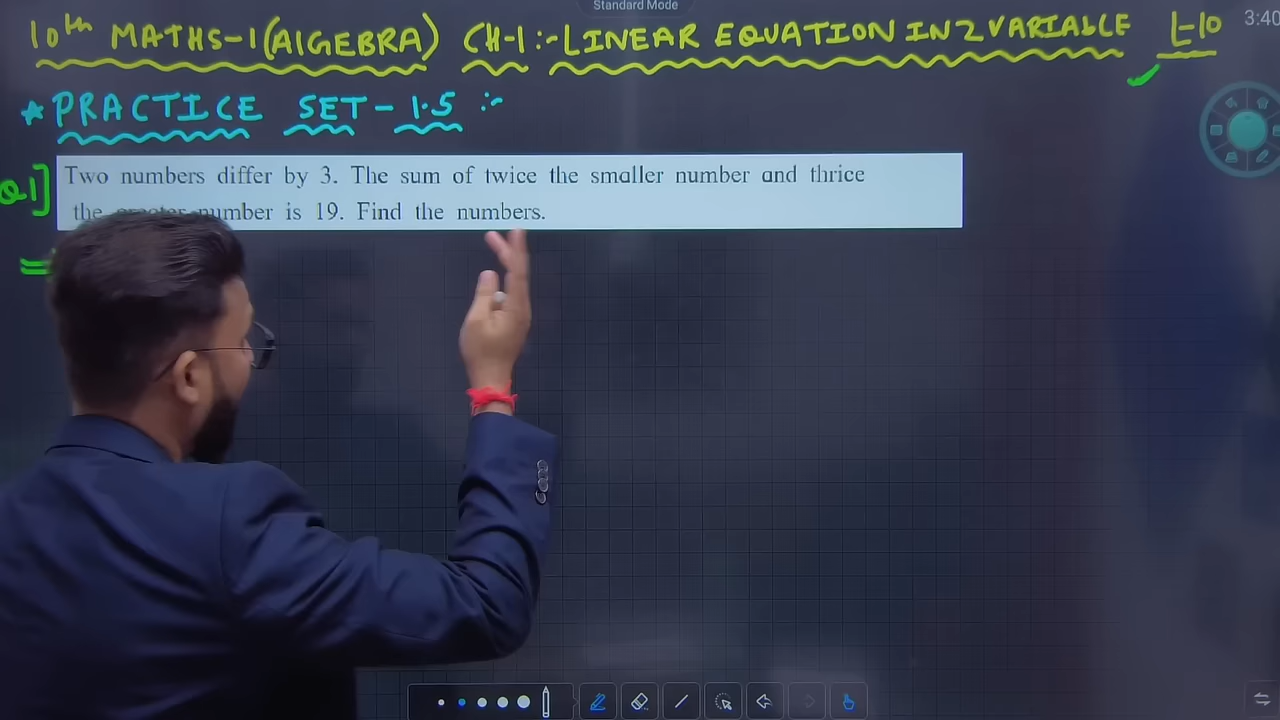 Standard Mode
3:40
10th MATHS-1(AlGEBRA) CH-1:-LINEAR EQUATION IN 2 VARIABLE L-10
* PRACTICE SET-1.5 :-
Q1] Two numbers differ by 3. The sum of twice the smaller number and thrice
the greater number is 19. Find the numbers.
=